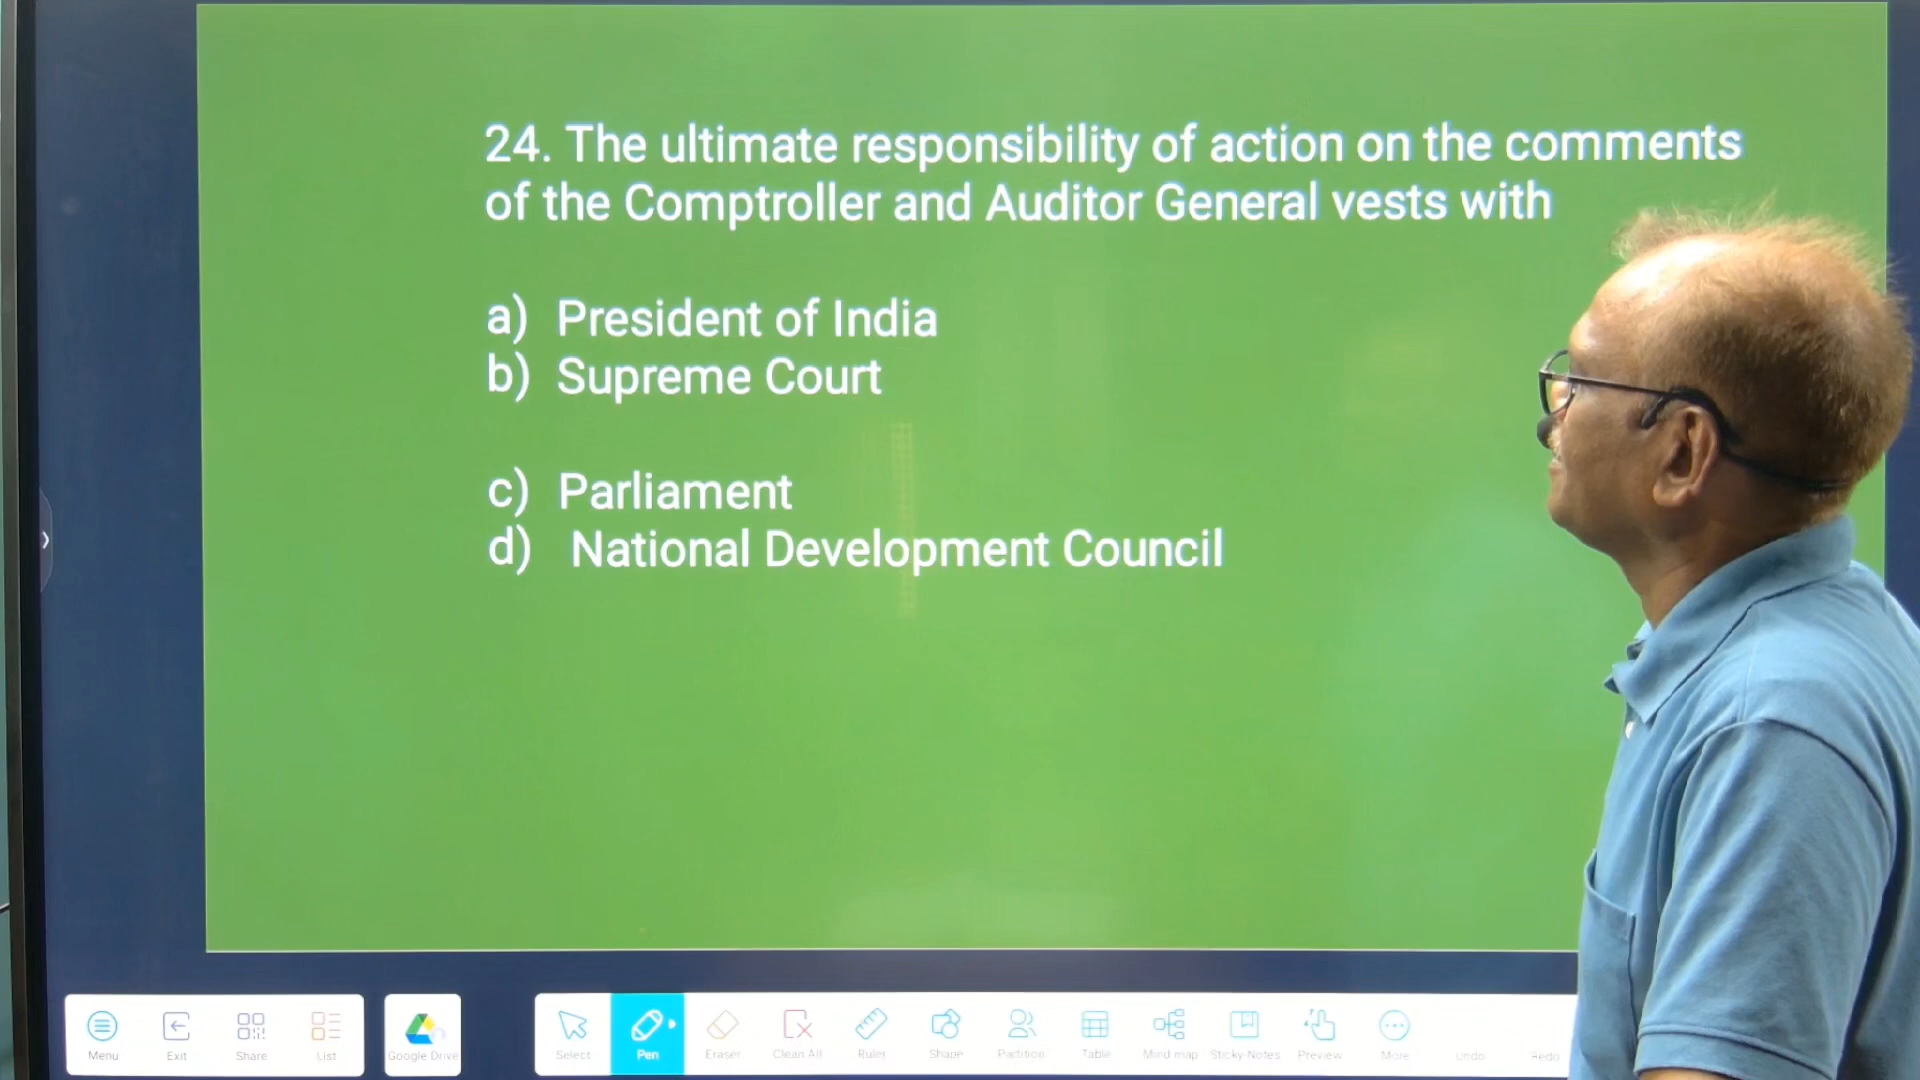 24. The ultimate responsibility of action on the comments
of the Comptroller and Auditor General vests with
a) President of India
b) Supreme Court
c) Parliament
d) National Development Council
Menu Exit Share List Google Drive Select Pen Eraser Clean All Ruler Shape Partition Table Mind map Sticky-Notes Preview More Undo Redo